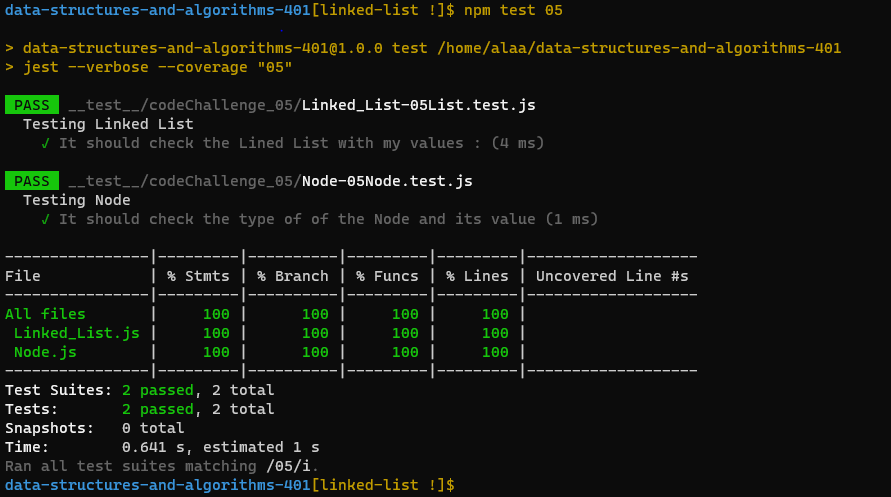 data-structures-and-algorithms-401[linked-list !]$ npm test 05
> data-structures-and-algorithms-401@1.0.0 test /home/alaa/data-structures-and-algorithms-401
> jest --verbose --coverage "05"
PASS __test__/codeChallenge_05/Linked_List-05List.test.js
Testing Linked List
✓ It should check the Lined List with my values : (4 ms)
PASS __test__/codeChallenge_05/Node-05Node.test.js
Testing Node
✓ It should check the type of of the Node and its value (1 ms)
----------------|---------|----------|---------|---------|-------------------
File            | % Stmts | % Branch | % Funcs | % Lines | Uncovered Line #s
----------------|---------|----------|---------|---------|-------------------
All files       |     100 |      100 |     100 |     100 |
 Linked_List.js |     100 |      100 |     100 |     100 |
 Node.js        |     100 |      100 |     100 |     100 |
----------------|---------|----------|---------|---------|-------------------
Test Suites: 2 passed, 2 total
Tests:       2 passed, 2 total
Snapshots:   0 total
Time:        0.641 s, estimated 1 s
Ran all test suites matching /05/i.
data-structures-and-algorithms-401[linked-list !]$